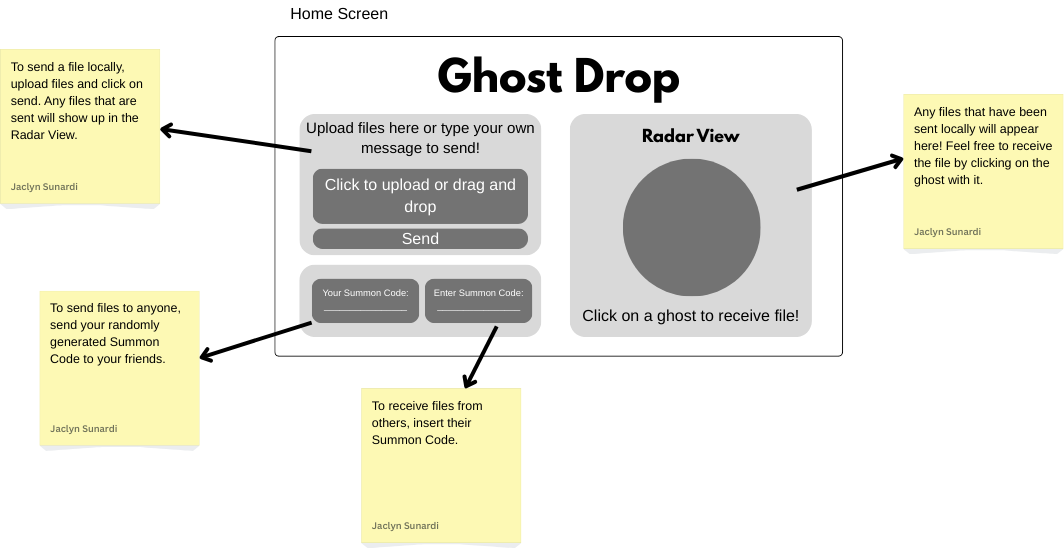 Home Screen
Ghost Drop
To send a file locally,
upload files and click on
send. Any files that are
sent will show up in the
Radar View.
Jaclyn Sunardi
Upload files here or type your own
message to send!
Click to upload or drag and
drop
Send
Your Summon Code:
Enter Summon Code:
Radar View
Click on a ghost to receive file!
Any files that have been
sent locally will appear
here! Feel free to receive
the file by clicking on the
ghost with it.
Jaclyn Sunardi
To send files to anyone,
send your randomly
generated Summon
Code to your friends.
Jaclyn Sunardi
To receive files from
others, insert their
Summon Code.
Jaclyn Sunardi